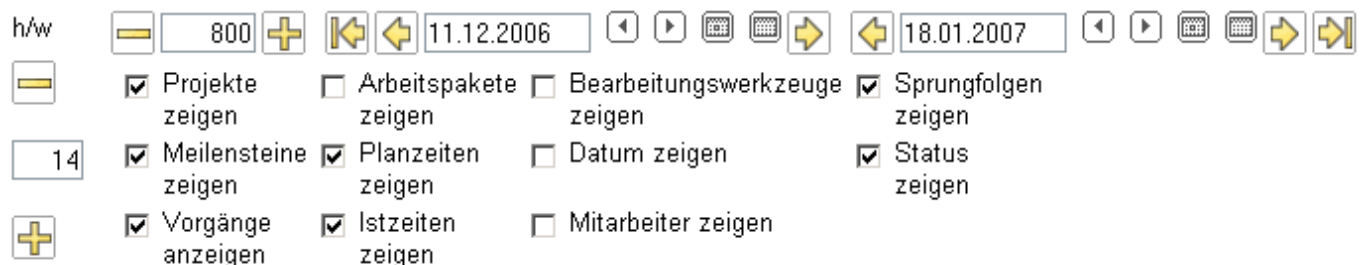 h/w 800 11.12.2006 18.01.2007
Projekte Arbeitspakete Bearbeitungswerkzeuge Sprungfolgen
zeigen zeigen zeigen zeigen
14 Meilensteine Planzeiten Datum zeigen Status
zeigen zeigen zeigen
Vorgänge Istzeiten Mitarbeiter zeigen
anzeigen zeigen